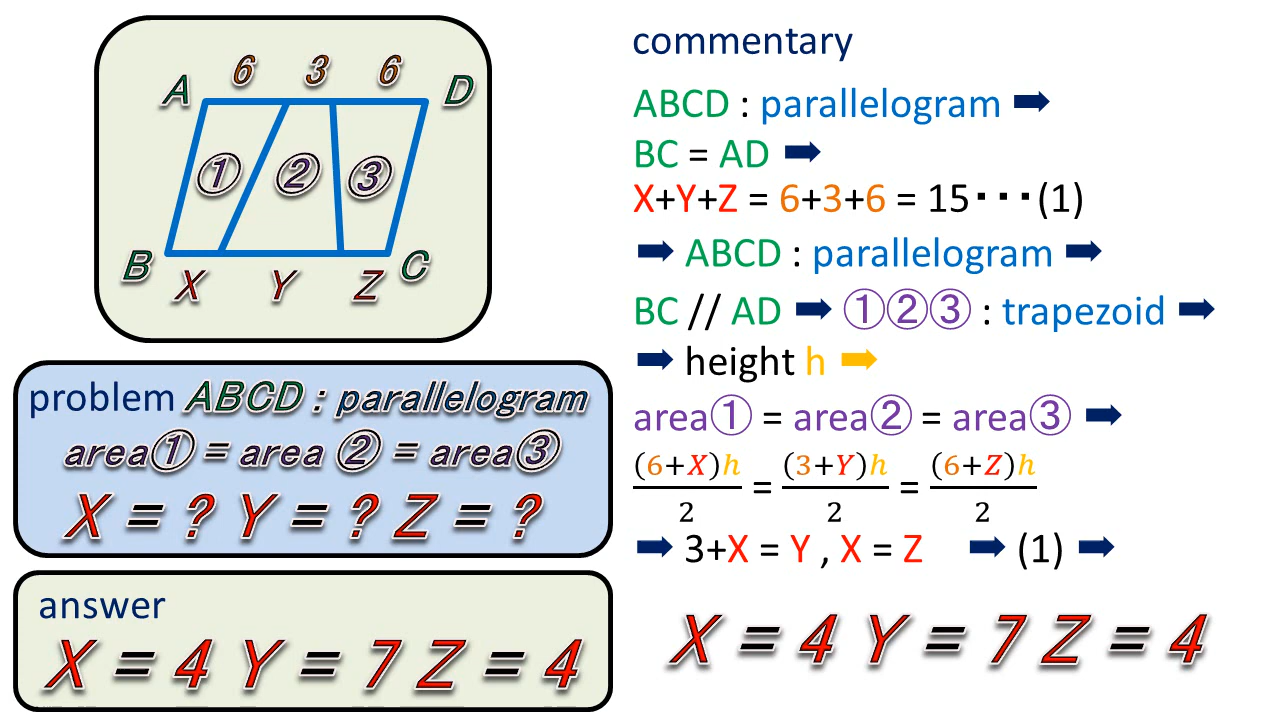 6 3 6
A D
① ② ③
B C
X Y Z
problem ABCD : parallelogram
area① = area ② = area③
X = ? Y = ? Z = ?
answer
X = 4 Y = 7 Z = 4
commentary
ABCD : parallelogram ➡
BC = AD ➡
X+Y+Z = 6+3+6 = 15・・・(1)
➡ ABCD : parallelogram ➡
BC // AD ➡ ①②③ : trapezoid ➡
➡ height h ➡
area① = area② = area③ ➡
(6+X)h/2 = (3+Y)h/2 = (6+Z)h/2
➡ 3+X = Y , X = Z ➡ (1) ➡
X = 4 Y = 7 Z = 4